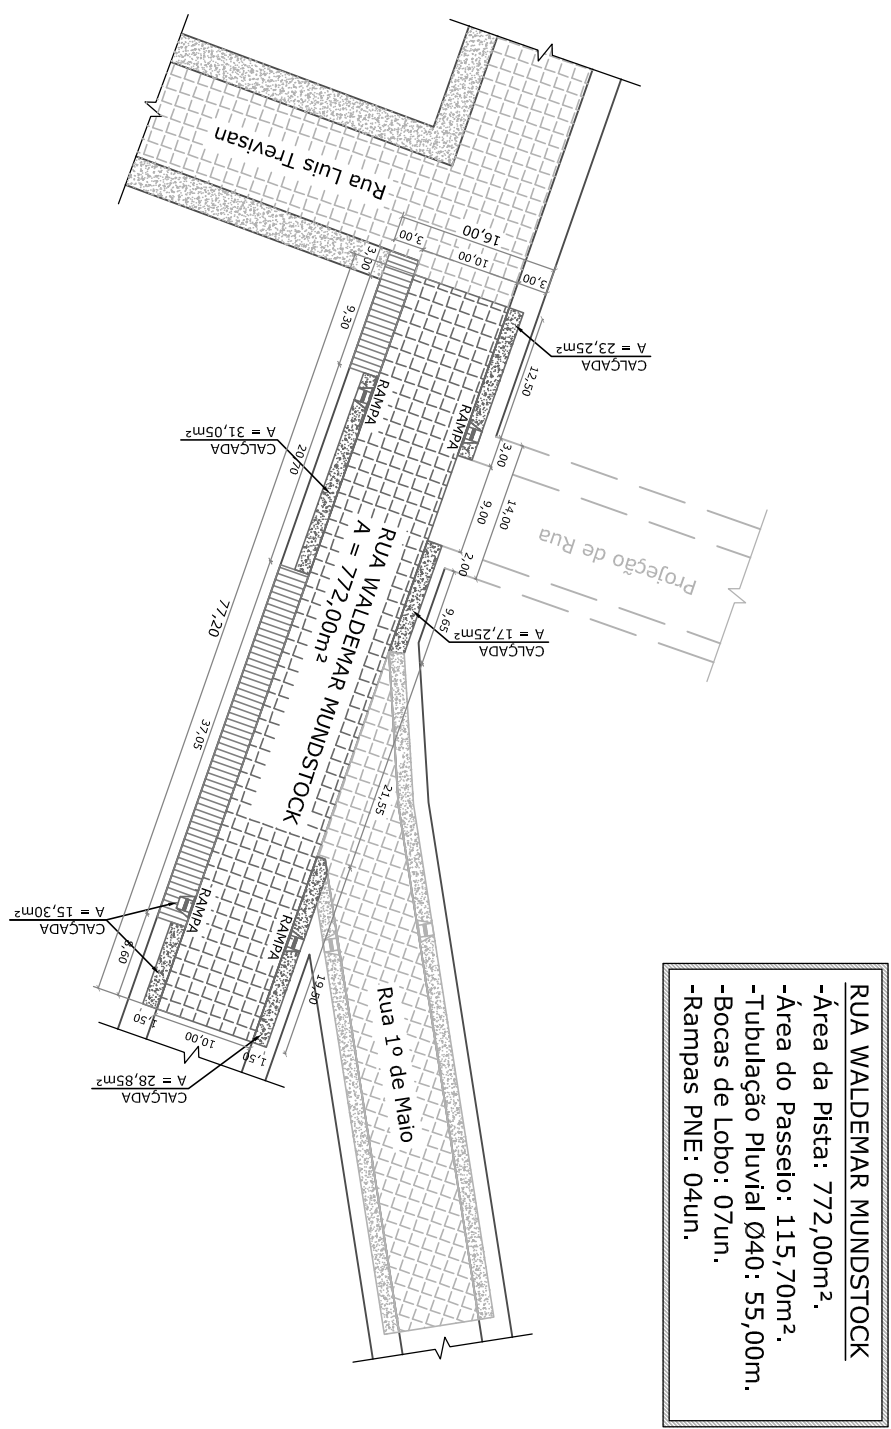 Rua Luis Trevisan
16,00
3,00
10,00
3,00
3,00
9,30
CALÇADA
A = 23,25m²
12,50
RAMPA
RAMPA
CALÇADA
A = 31,05m²
20,70
3,00
9,00
14,00
2,00
Projeção de Rua
RUA WALDEMAR MUNDSTOCK
A = 772,00m²
9,65
CALÇADA
A = 17,25m²
77,20
37,05
21,55
RAMPA
RAMPA
CALÇADA
A = 15,30m²
8,60
19,50
1,50
10,00
1,50
CALÇADA
A = 28,85m²
Rua 1º de Maio
RUA WALDEMAR MUNDSTOCK
-Área da Pista: 772,00m².
-Área do Passeio: 115,70m².
-Tubulação Pluvial Ø40: 55,00m.
-Bocas de Lobo: 07un.
-Rampas PNE: 04un.